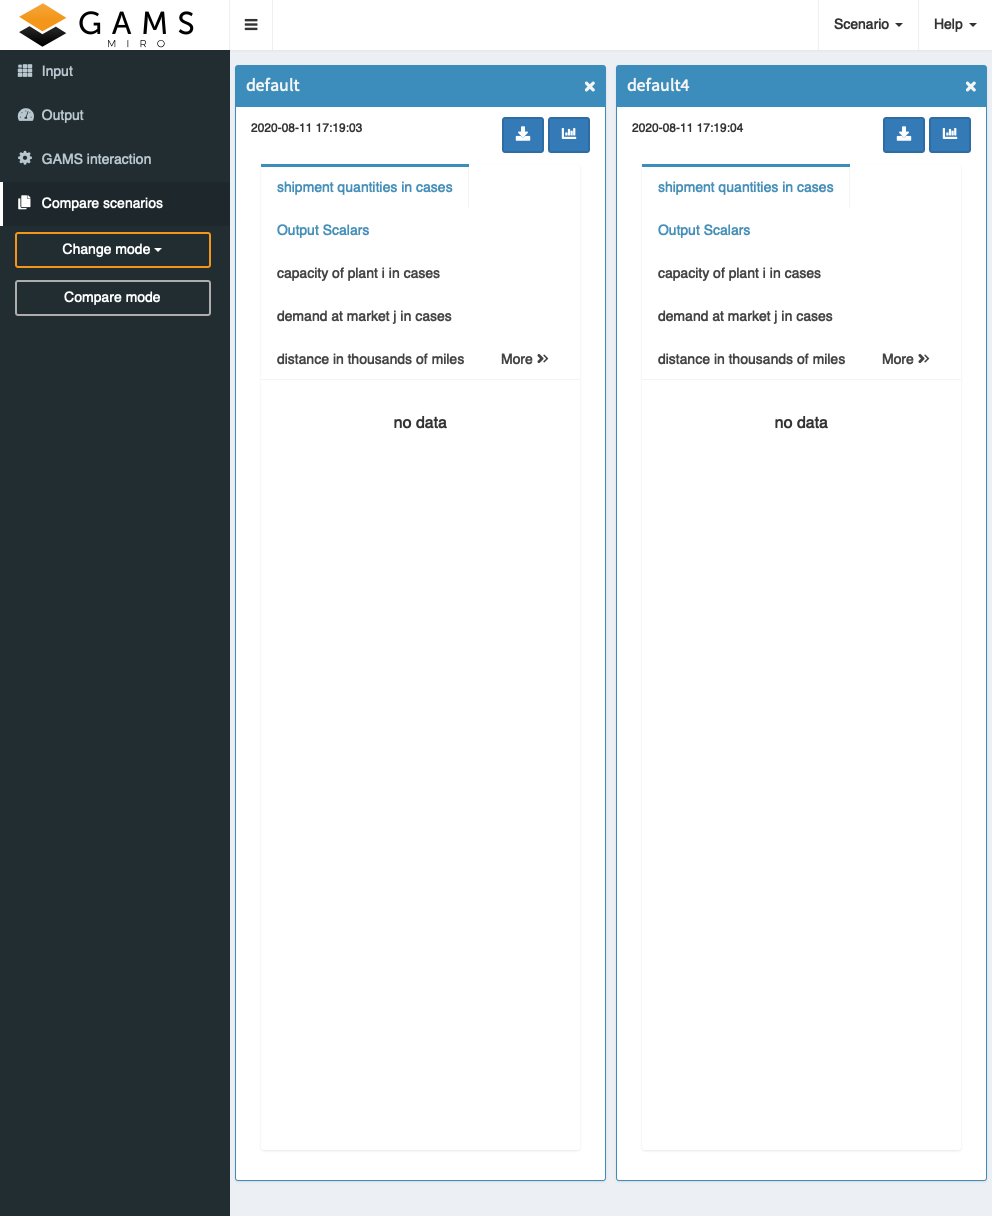 GAMS
MIRO
Scenario
Help
Input
Output
GAMS interaction
Compare scenarios
Change mode
Compare mode
default
2020-08-11 17:19:03
shipment quantities in cases
Output Scalars
capacity of plant i in cases
demand at market j in cases
distance in thousands of miles
More
no data
default4
2020-08-11 17:19:04
shipment quantities in cases
Output Scalars
capacity of plant i in cases
demand at market j in cases
distance in thousands of miles
More
no data